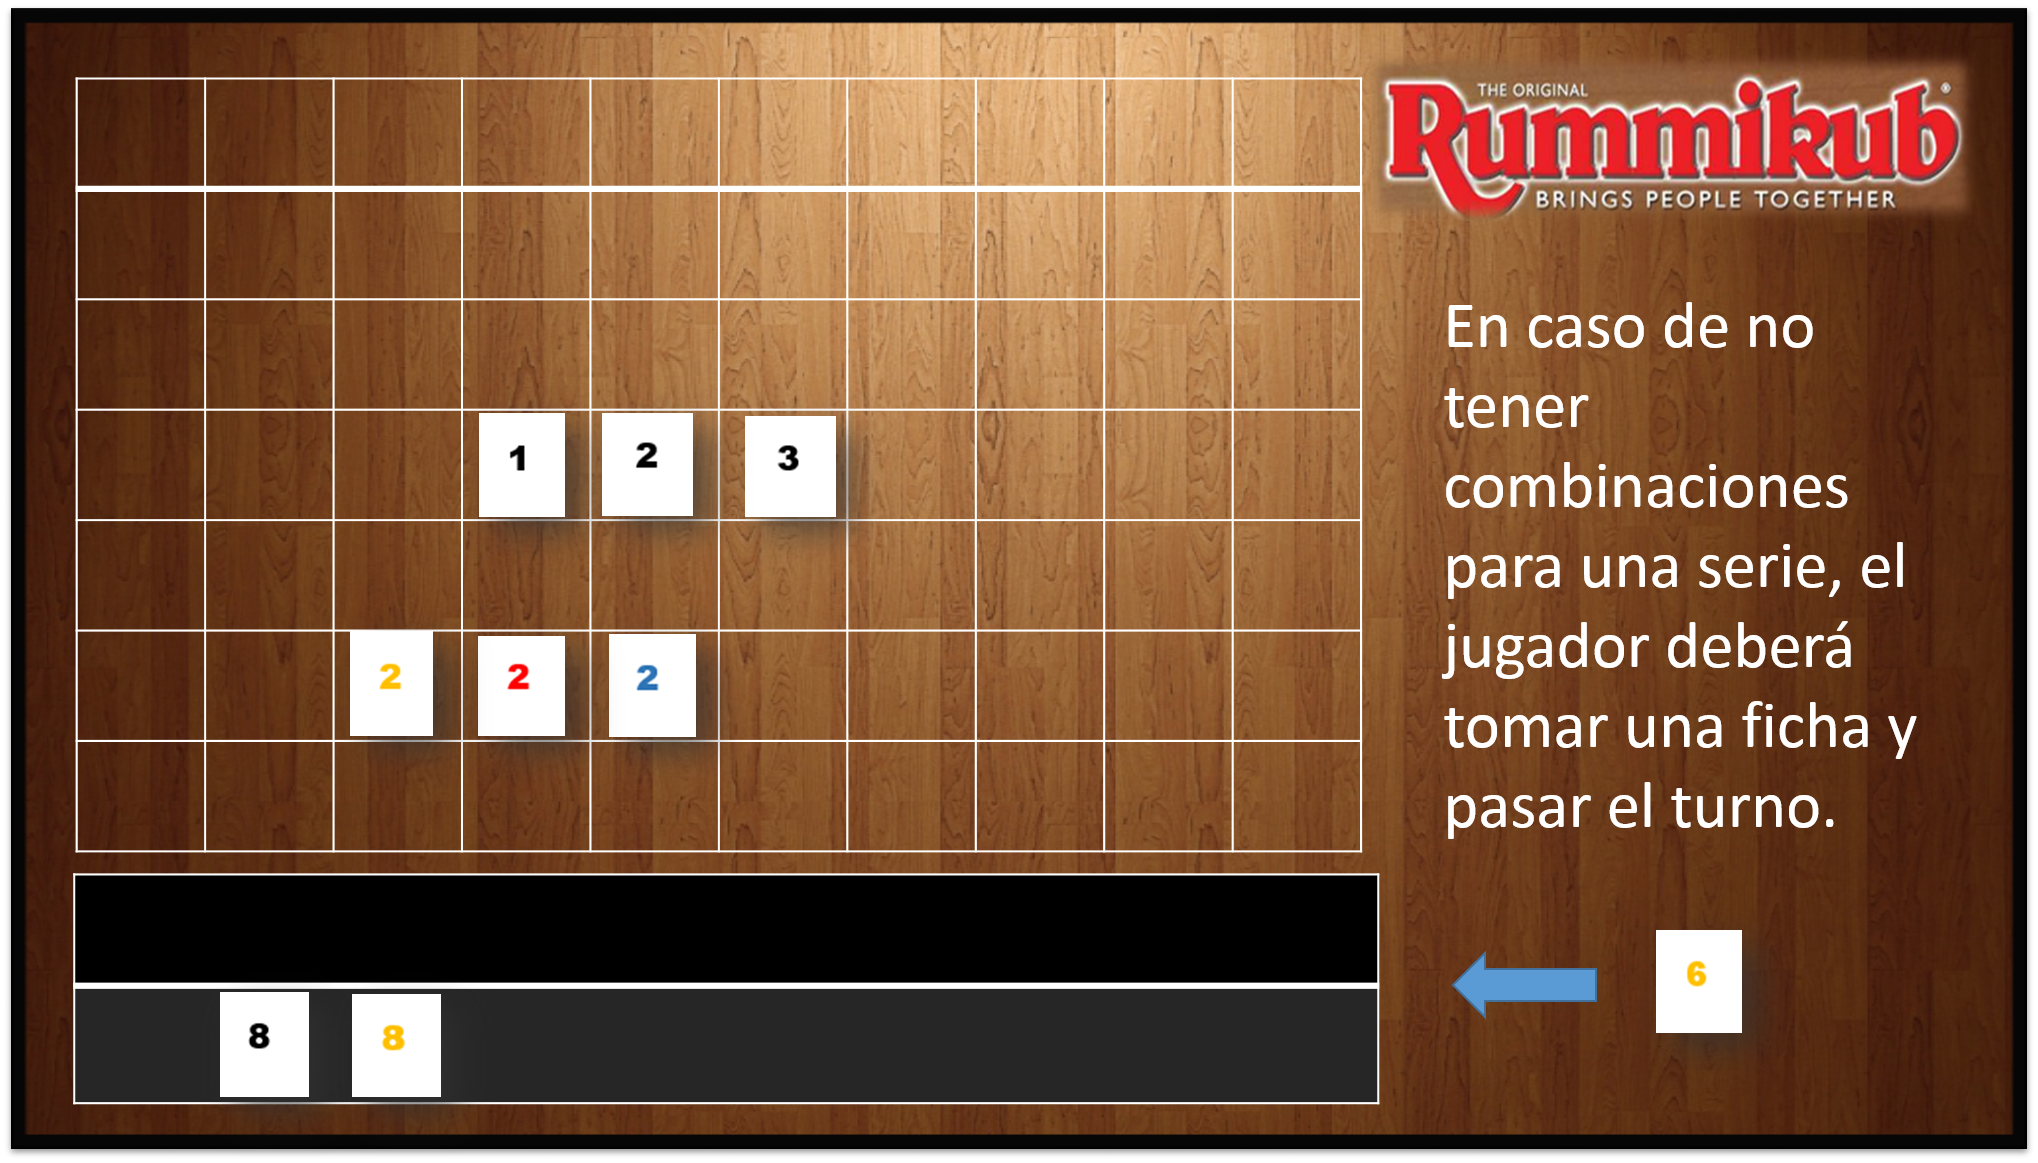 THE ORIGINAL
Rummikub®
BRINGS PEOPLE TOGETHER
En caso de no
tener
combinaciones
para una serie, el
jugador deberá
tomar una ficha y
pasar el turno.
1 2 3
2 2 2
8 8
6